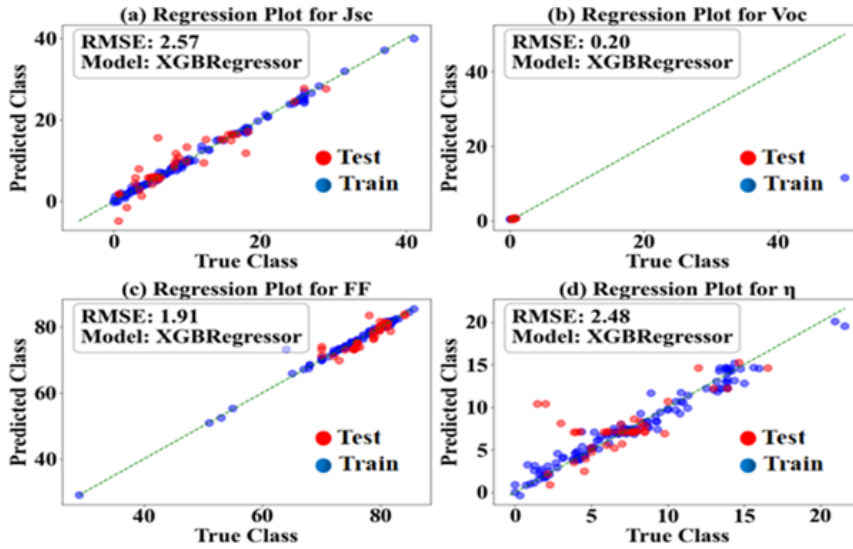 (a) Regression Plot for Jsc
RMSE: 2.57
Model: XGBRegressor
Predicted Class
40
20
0
Test
Train
0 20 40
True Class
(b) Regression Plot for Voc
RMSE: 0.20
Model: XGBRegressor
Predicted Class
40
20
0
Test
Train
0 20 40
True Class
(c) Regression Plot for FF
RMSE: 1.91
Model: XGBRegressor
Predicted Class
80
60
40
Test
Train
40 60 80
True Class
(d) Regression Plot for η
RMSE: 2.48
Model: XGBRegressor
Predicted Class
20
15
10
5
0
Test
Train
0 5 10 15 20
True Class